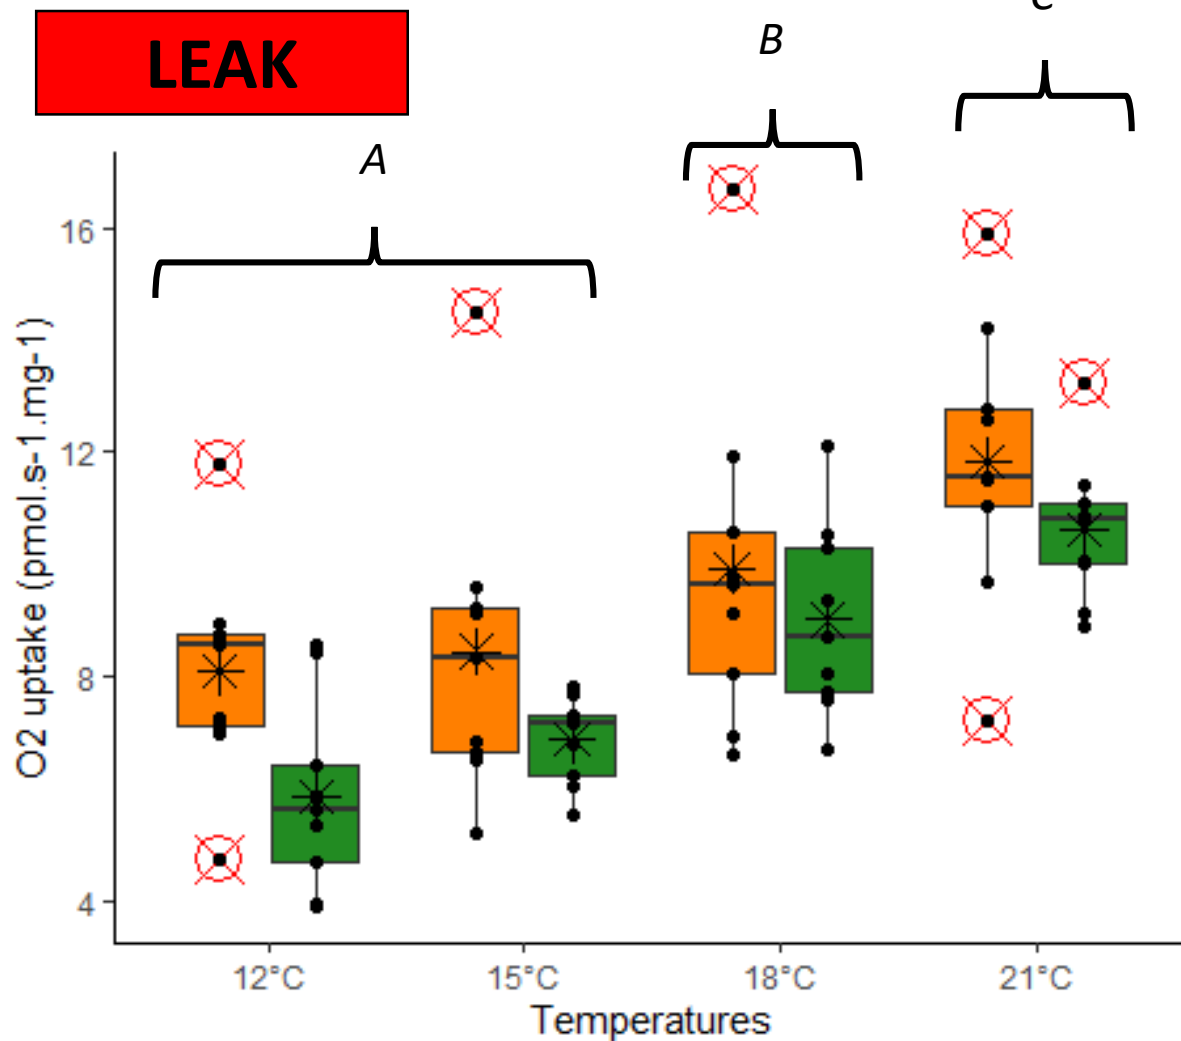 C
B
LEAK
A
16
12
8
4
O2 uptake (pmol.s-1.mg-1)
12°C 15°C 18°C 21°C
Temperatures